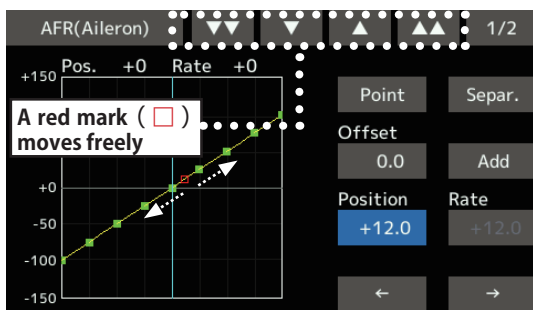 AFR(Aileron) ▼▼ ▼ ▲ ▲▲ 1/2
Pos. +0 Rate +0
+150
A red mark (□)
moves freely
+0
-50
-100
-150
Point Separ.
Offset
0.0 Add
Position Rate
+12.0 +12.0
← →